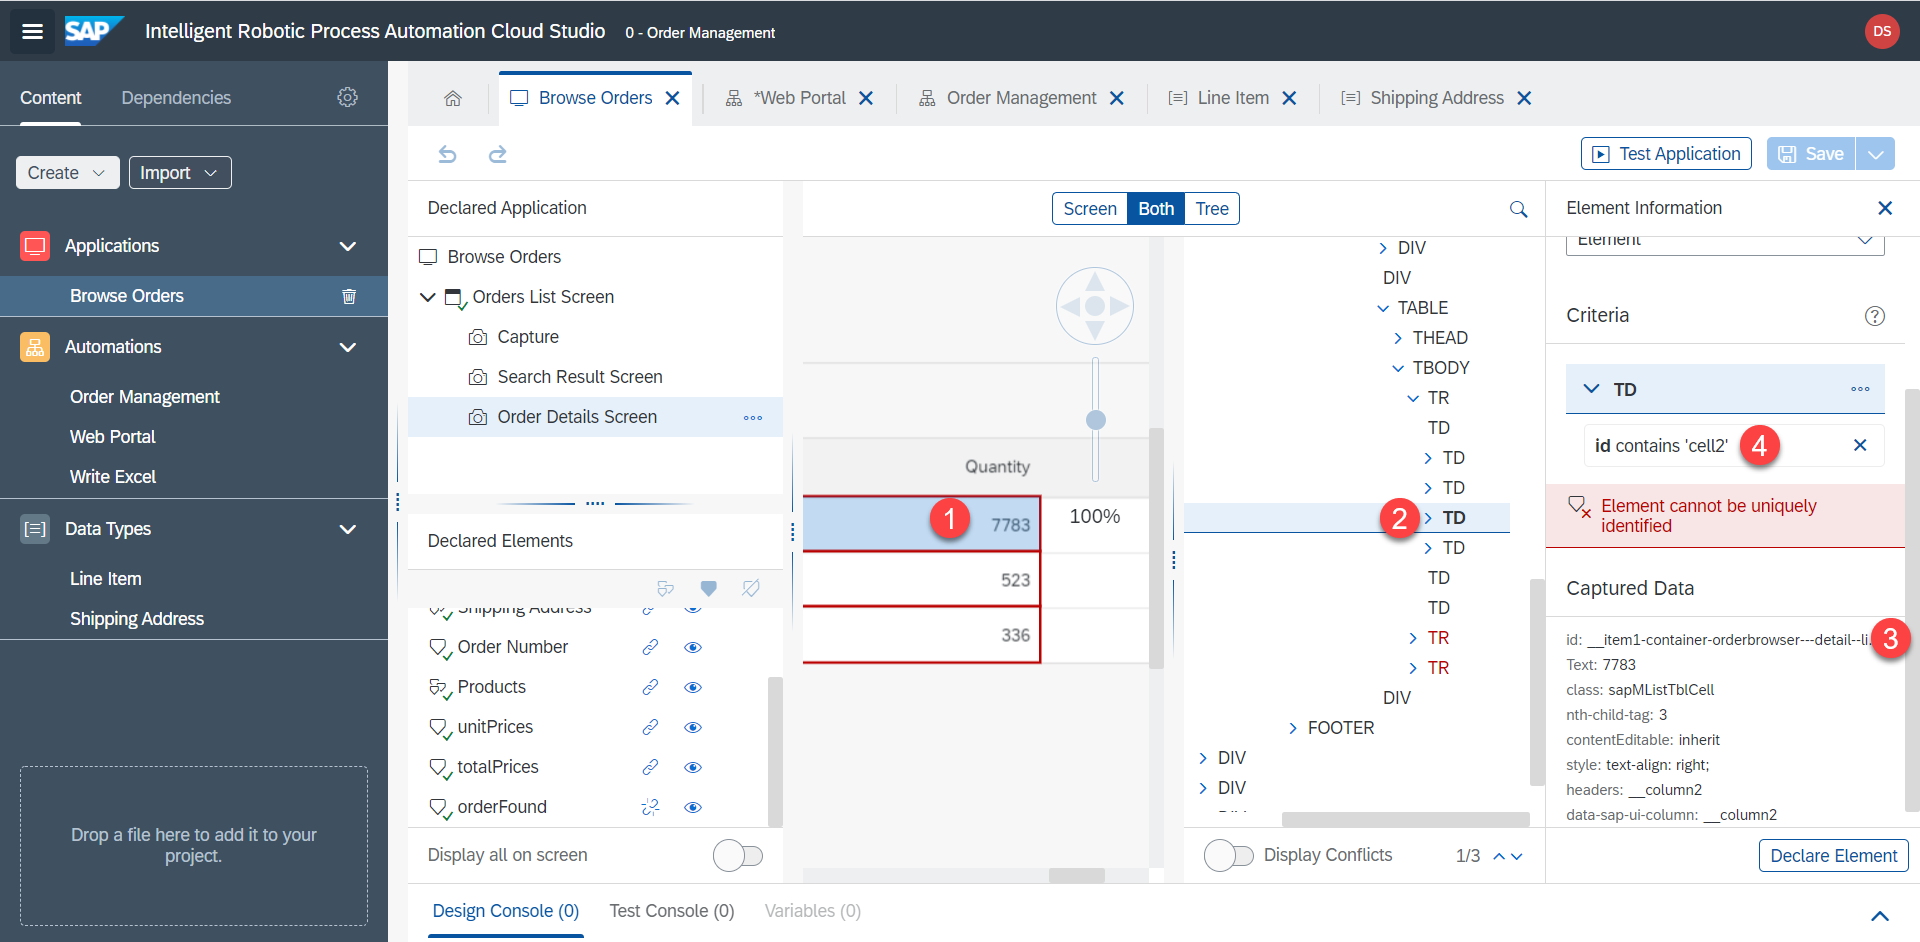 SAP Intelligent Robotic Process Automation Cloud Studio 0 - Order Management DS
Content Dependencies
Create Import
Applications
Browse Orders
Automations
Order Management
Web Portal
Write Excel
Data Types
Line Item
Shipping Address
Drop a file here to add it to your
project.
Browse Orders *Web Portal Order Management Line Item Shipping Address
Test Application Save
Declared Application
Browse Orders
Orders List Screen
Capture
Search Result Screen
Order Details Screen
Declared Elements
Shipping Address
Order Number
Products
unitPrices
totalPrices
orderFound
Display all on screen
Screen Both Tree
Quantity
1 7783
523
336
100%
DIV
DIV
TABLE
THEAD
TBODY
TR
TD
TD
TD
2 TD
TD
TD
TD
TR
TR
DIV
FOOTER
DIV
DIV
DIV
Display Conflicts 1/3
Element Information
Element
Criteria
TD
id contains 'cell2' 4
Element cannot be uniquely
identified
Captured Data
id: __item1-container-orderbrowser---detail--li... 3
Text: 7783
class: sapMListTblCell
nth-child-tag: 3
contentEditable: inherit
style: text-align: right;
headers: __column2
data-sap-ui-column: __column2
Declare Element
Design Console (0) Test Console (0) Variables (0)